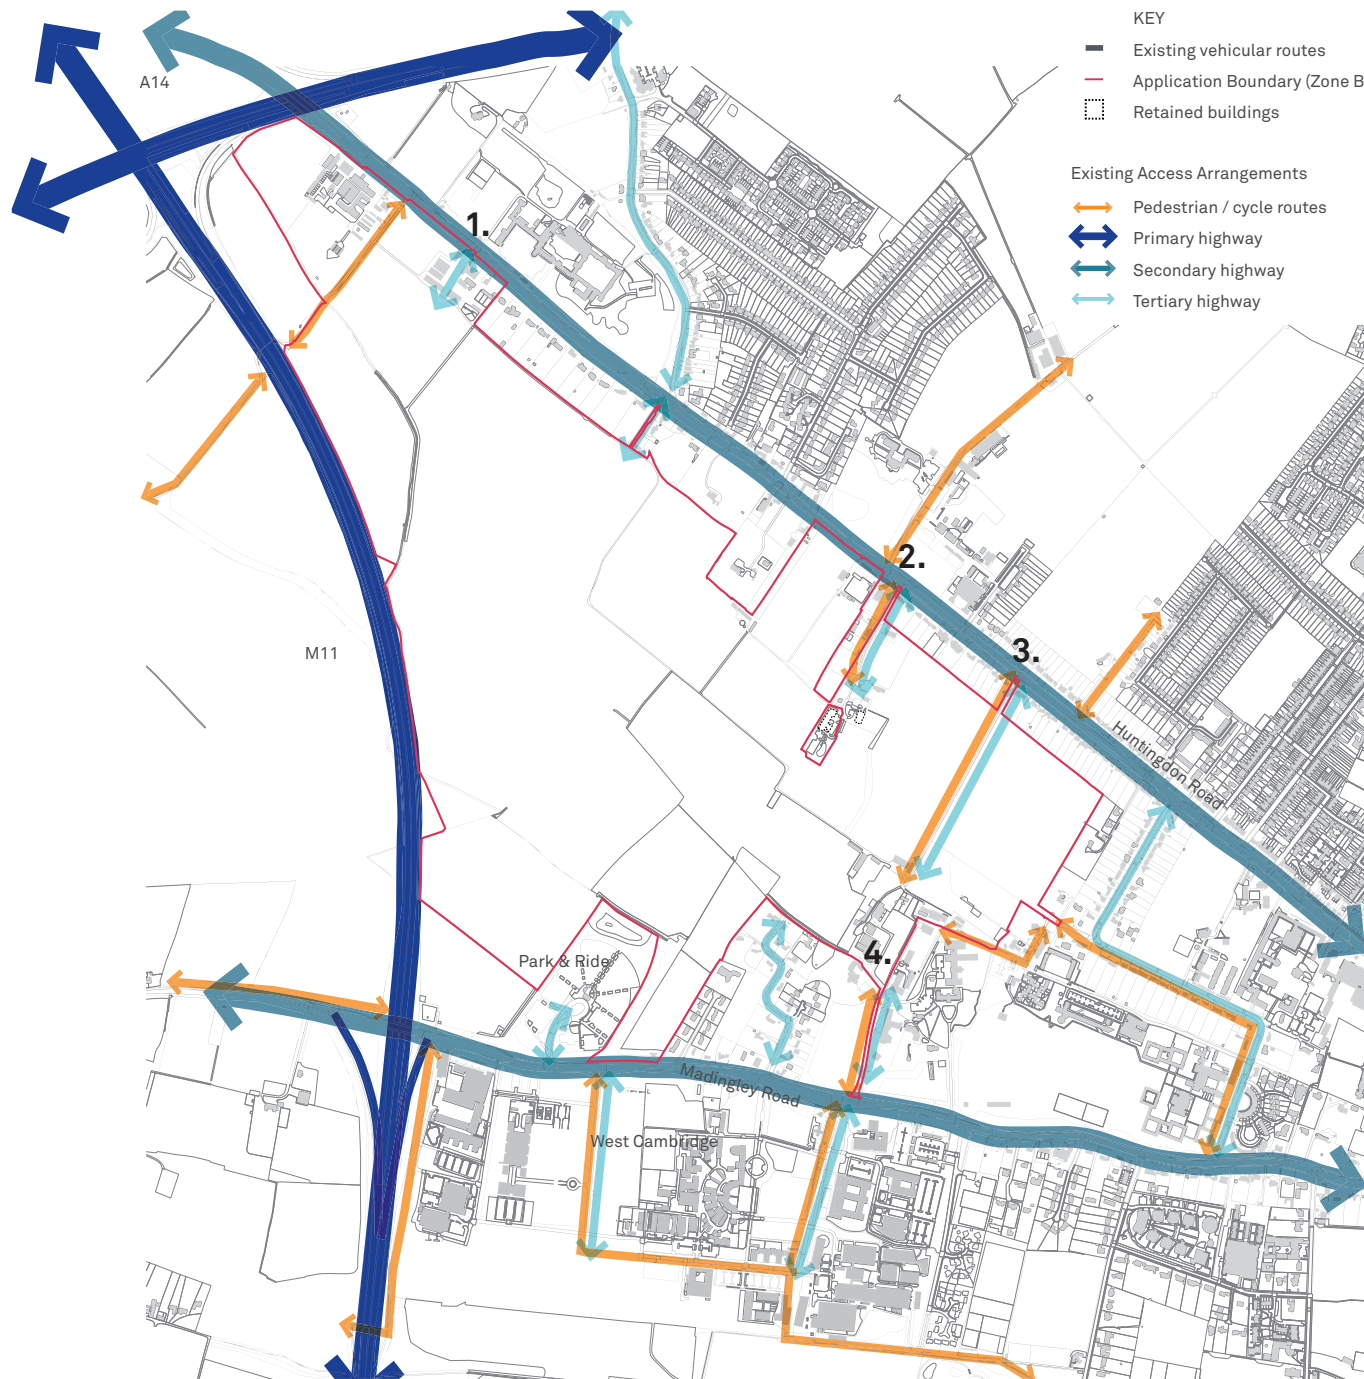 KEY
Existing vehicular routes
Application Boundary (Zone B
Retained buildings
Existing Access Arrangements
Pedestrian / cycle routes
Primary highway
Secondary highway
Tertiary highway
A14
1.
2.
3.
M11
Huntingdon Road
4.
Park & Ride
Madingley Road
West Cambridge